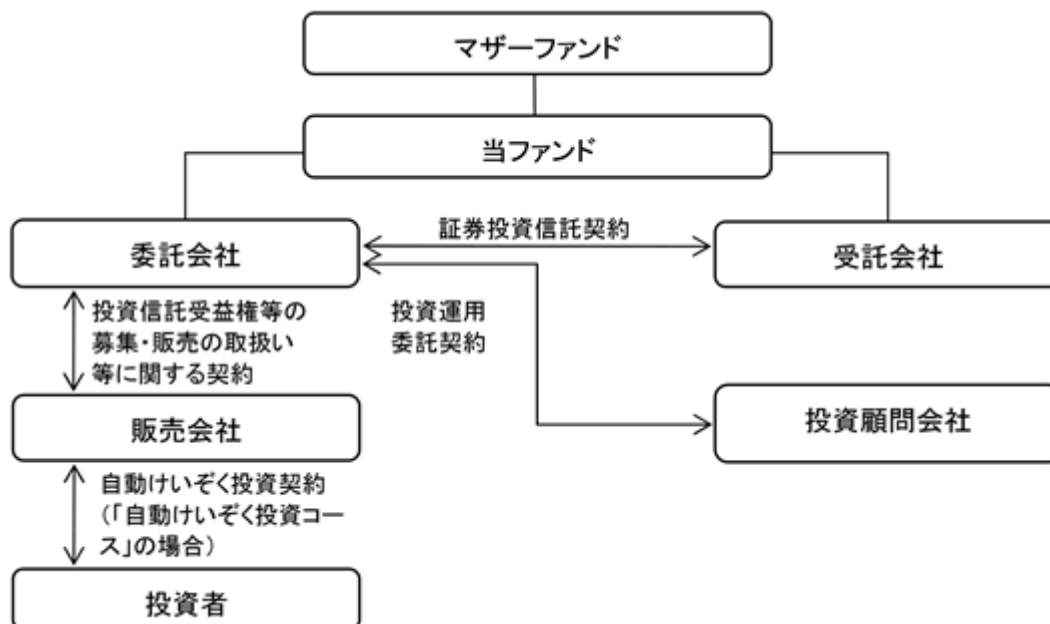 マザーファンド
当ファンド
委託会社
証券投資信託契約
受託会社
投資信託受益権等の
募集・販売の取扱い
等に関する契約
投資運用
委託契約
販売会社
投資顧問会社
自動けいぞく投資契約
(「自動けいぞく投資コー
ス」の場合)
投資者